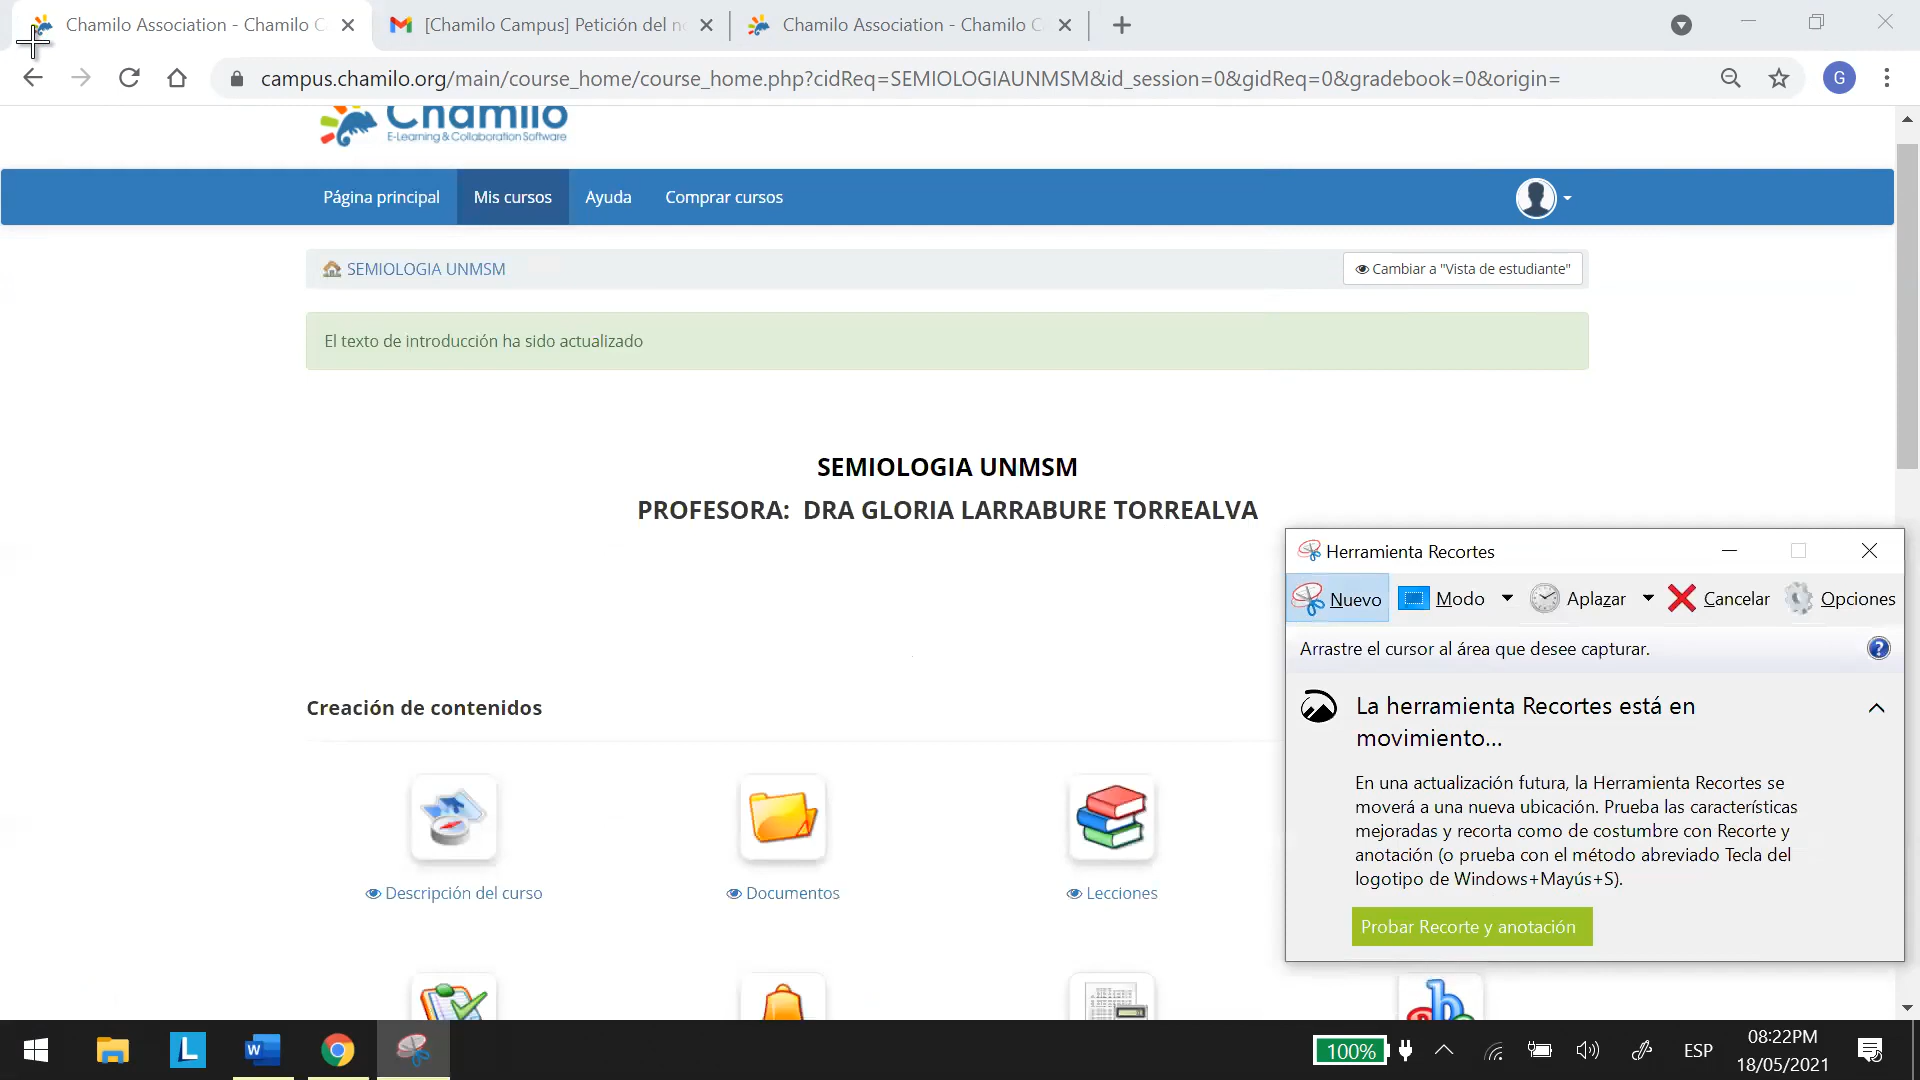 Chamilo Association - Chamilo C
[Chamilo Campus] Petición del n
Chamilo Association - Chamilo C
campus.chamilo.org/main/course_home/course_home.php?cidReq=SEMIOLOGIAUNMSM&id_session=0&gidReq=0&gradebook=0&origin=
G
Chamilo
E-Learning & Collaboration Software
Página principal
Mis cursos
Ayuda
Comprar cursos
SEMIOLOGIA UNMSM
Cambiar a "Vista de estudiante"
El texto de introducción ha sido actualizado
SEMIOLOGIA UNMSM
PROFESORA: DRA GLORIA LARRABURE TORREALVA
Herramienta Recortes
Nuevo
Modo
Aplazar
Cancelar
Opciones
Arrastre el cursor al área que desee capturar.
La herramienta Recortes está en
movimiento...
En una actualización futura, la Herramienta Recortes se
moverá a una nueva ubicación. Prueba las características
mejoradas y recorta como de costumbre con Recorte y
anotación (o prueba con el método abreviado Tecla del
logotipo de Windows+Mayús+S).
Probar Recorte y anotación
Creación de contenidos
Descripción del curso
Documentos
Lecciones
100%
ESP
08:22PM
18/05/2021